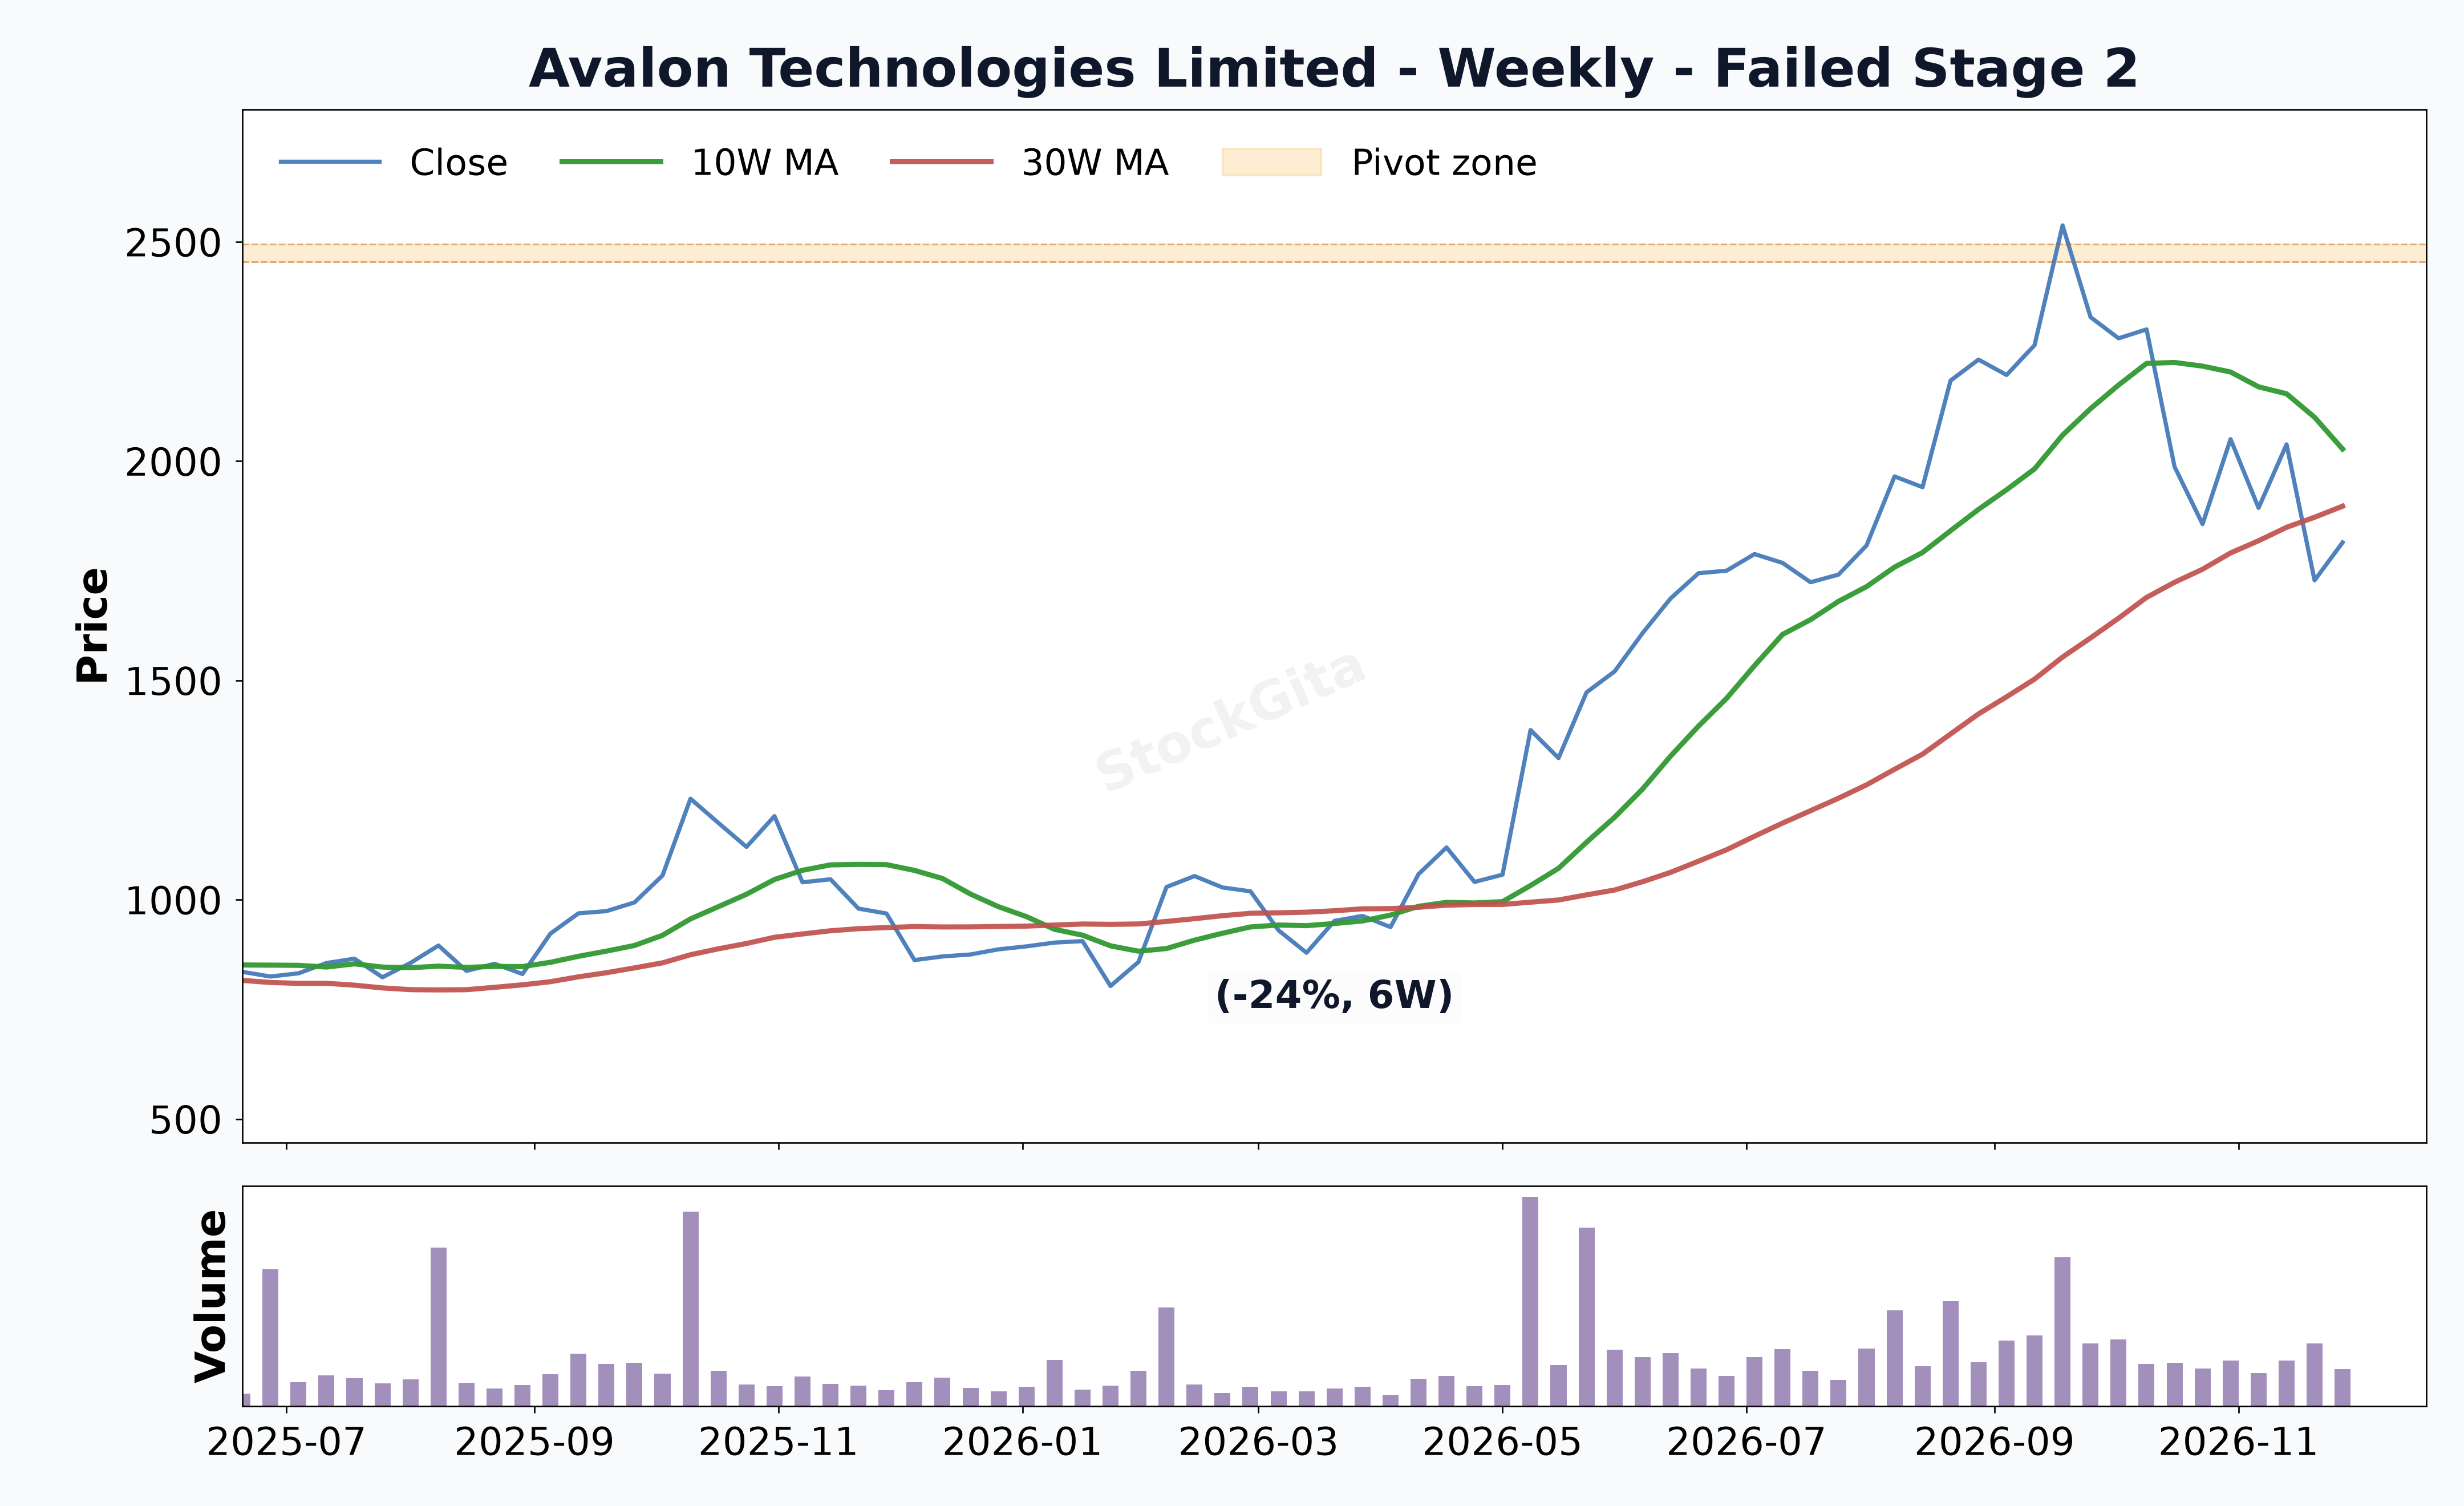 Avalon Technologies Limited - Weekly - Failed Stage 2
Close 10W MA 30W MA Pivot zone
2500
2000
1500
1000
500
Price
StockGita
(-24%, 6W)
Volume
2025-07 2025-09 2025-11 2026-01 2026-03 2026-05 2026-07 2026-09 2026-11